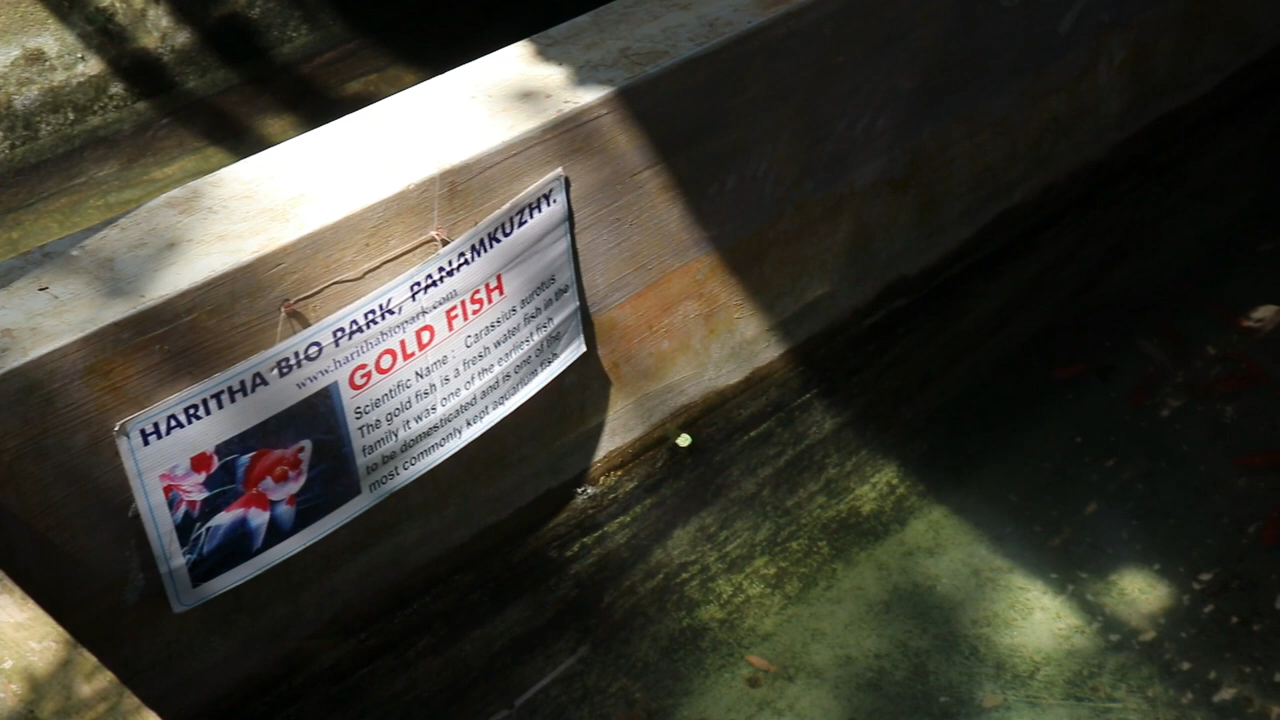 HARITHA BIO PARK, PANAMKUZHY.
www.harithabiopark.com
GOLD FISH
Scientific Name : Carassius aurotus
The gold fish is a fresh water fish in the
family it was one of the earliest fish
to be domesticated and is one of the
most commonly kept aquarium fish.